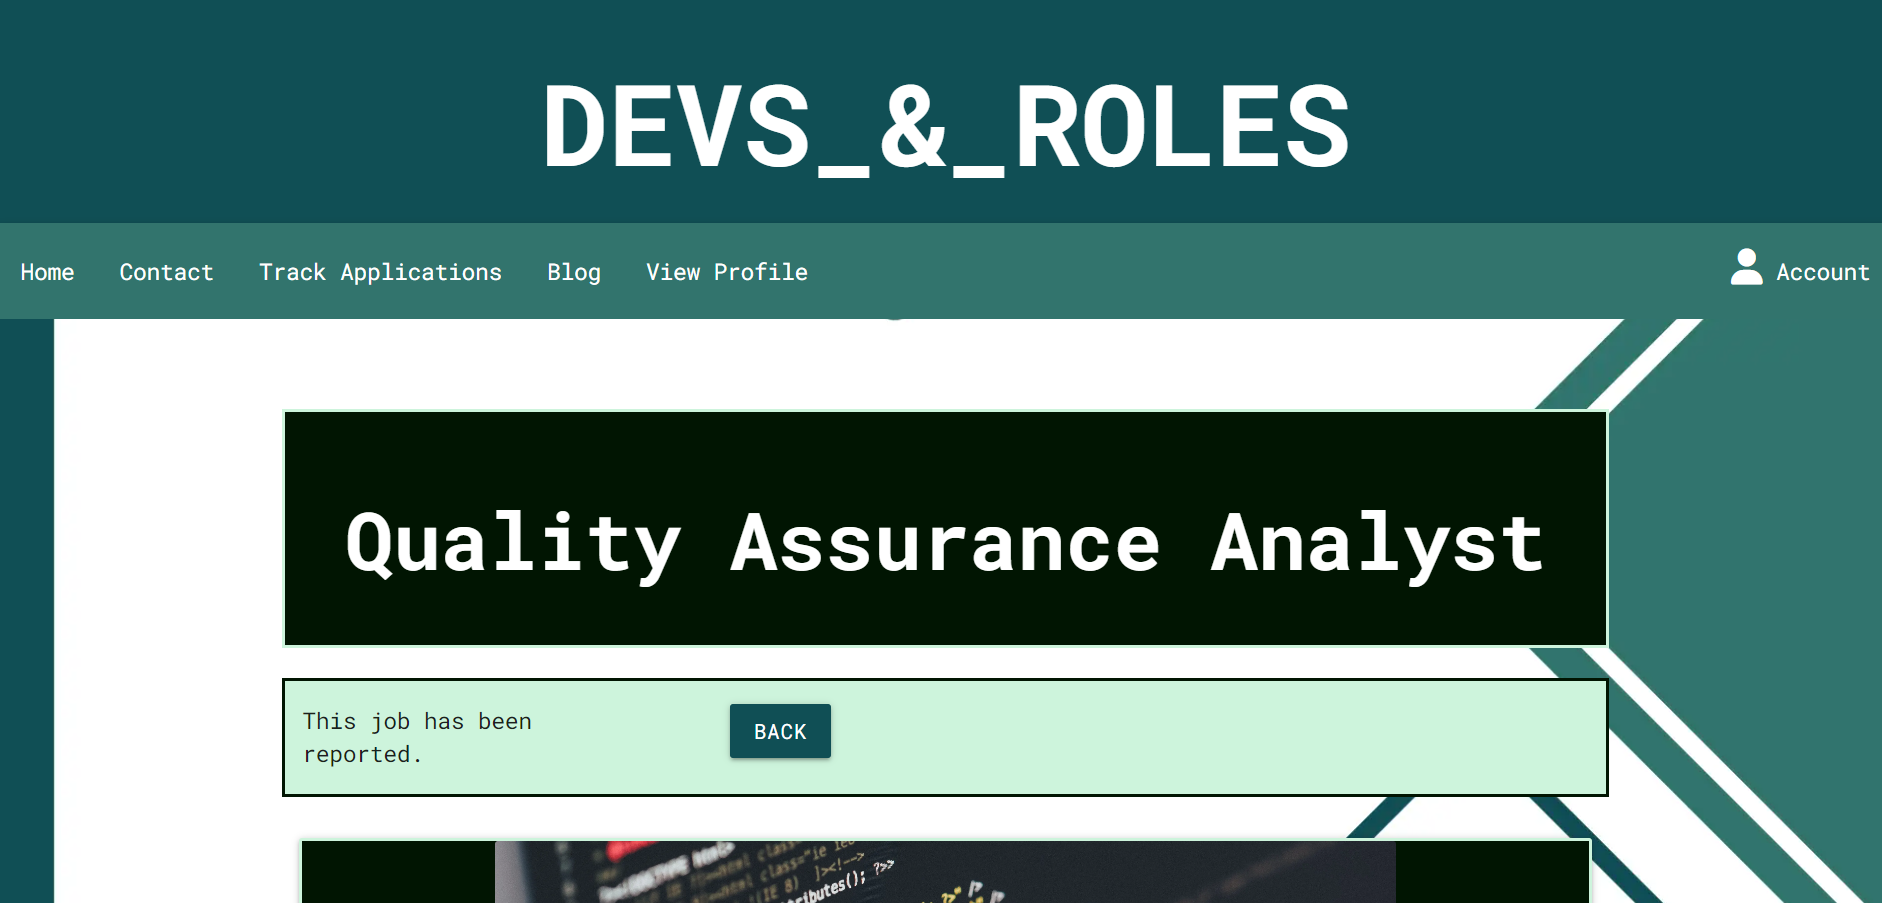 DEVS_&_ROLES
Home Contact Track Applications Blog View Profile Account
Quality Assurance Analyst
This job has been
reported.
BACK